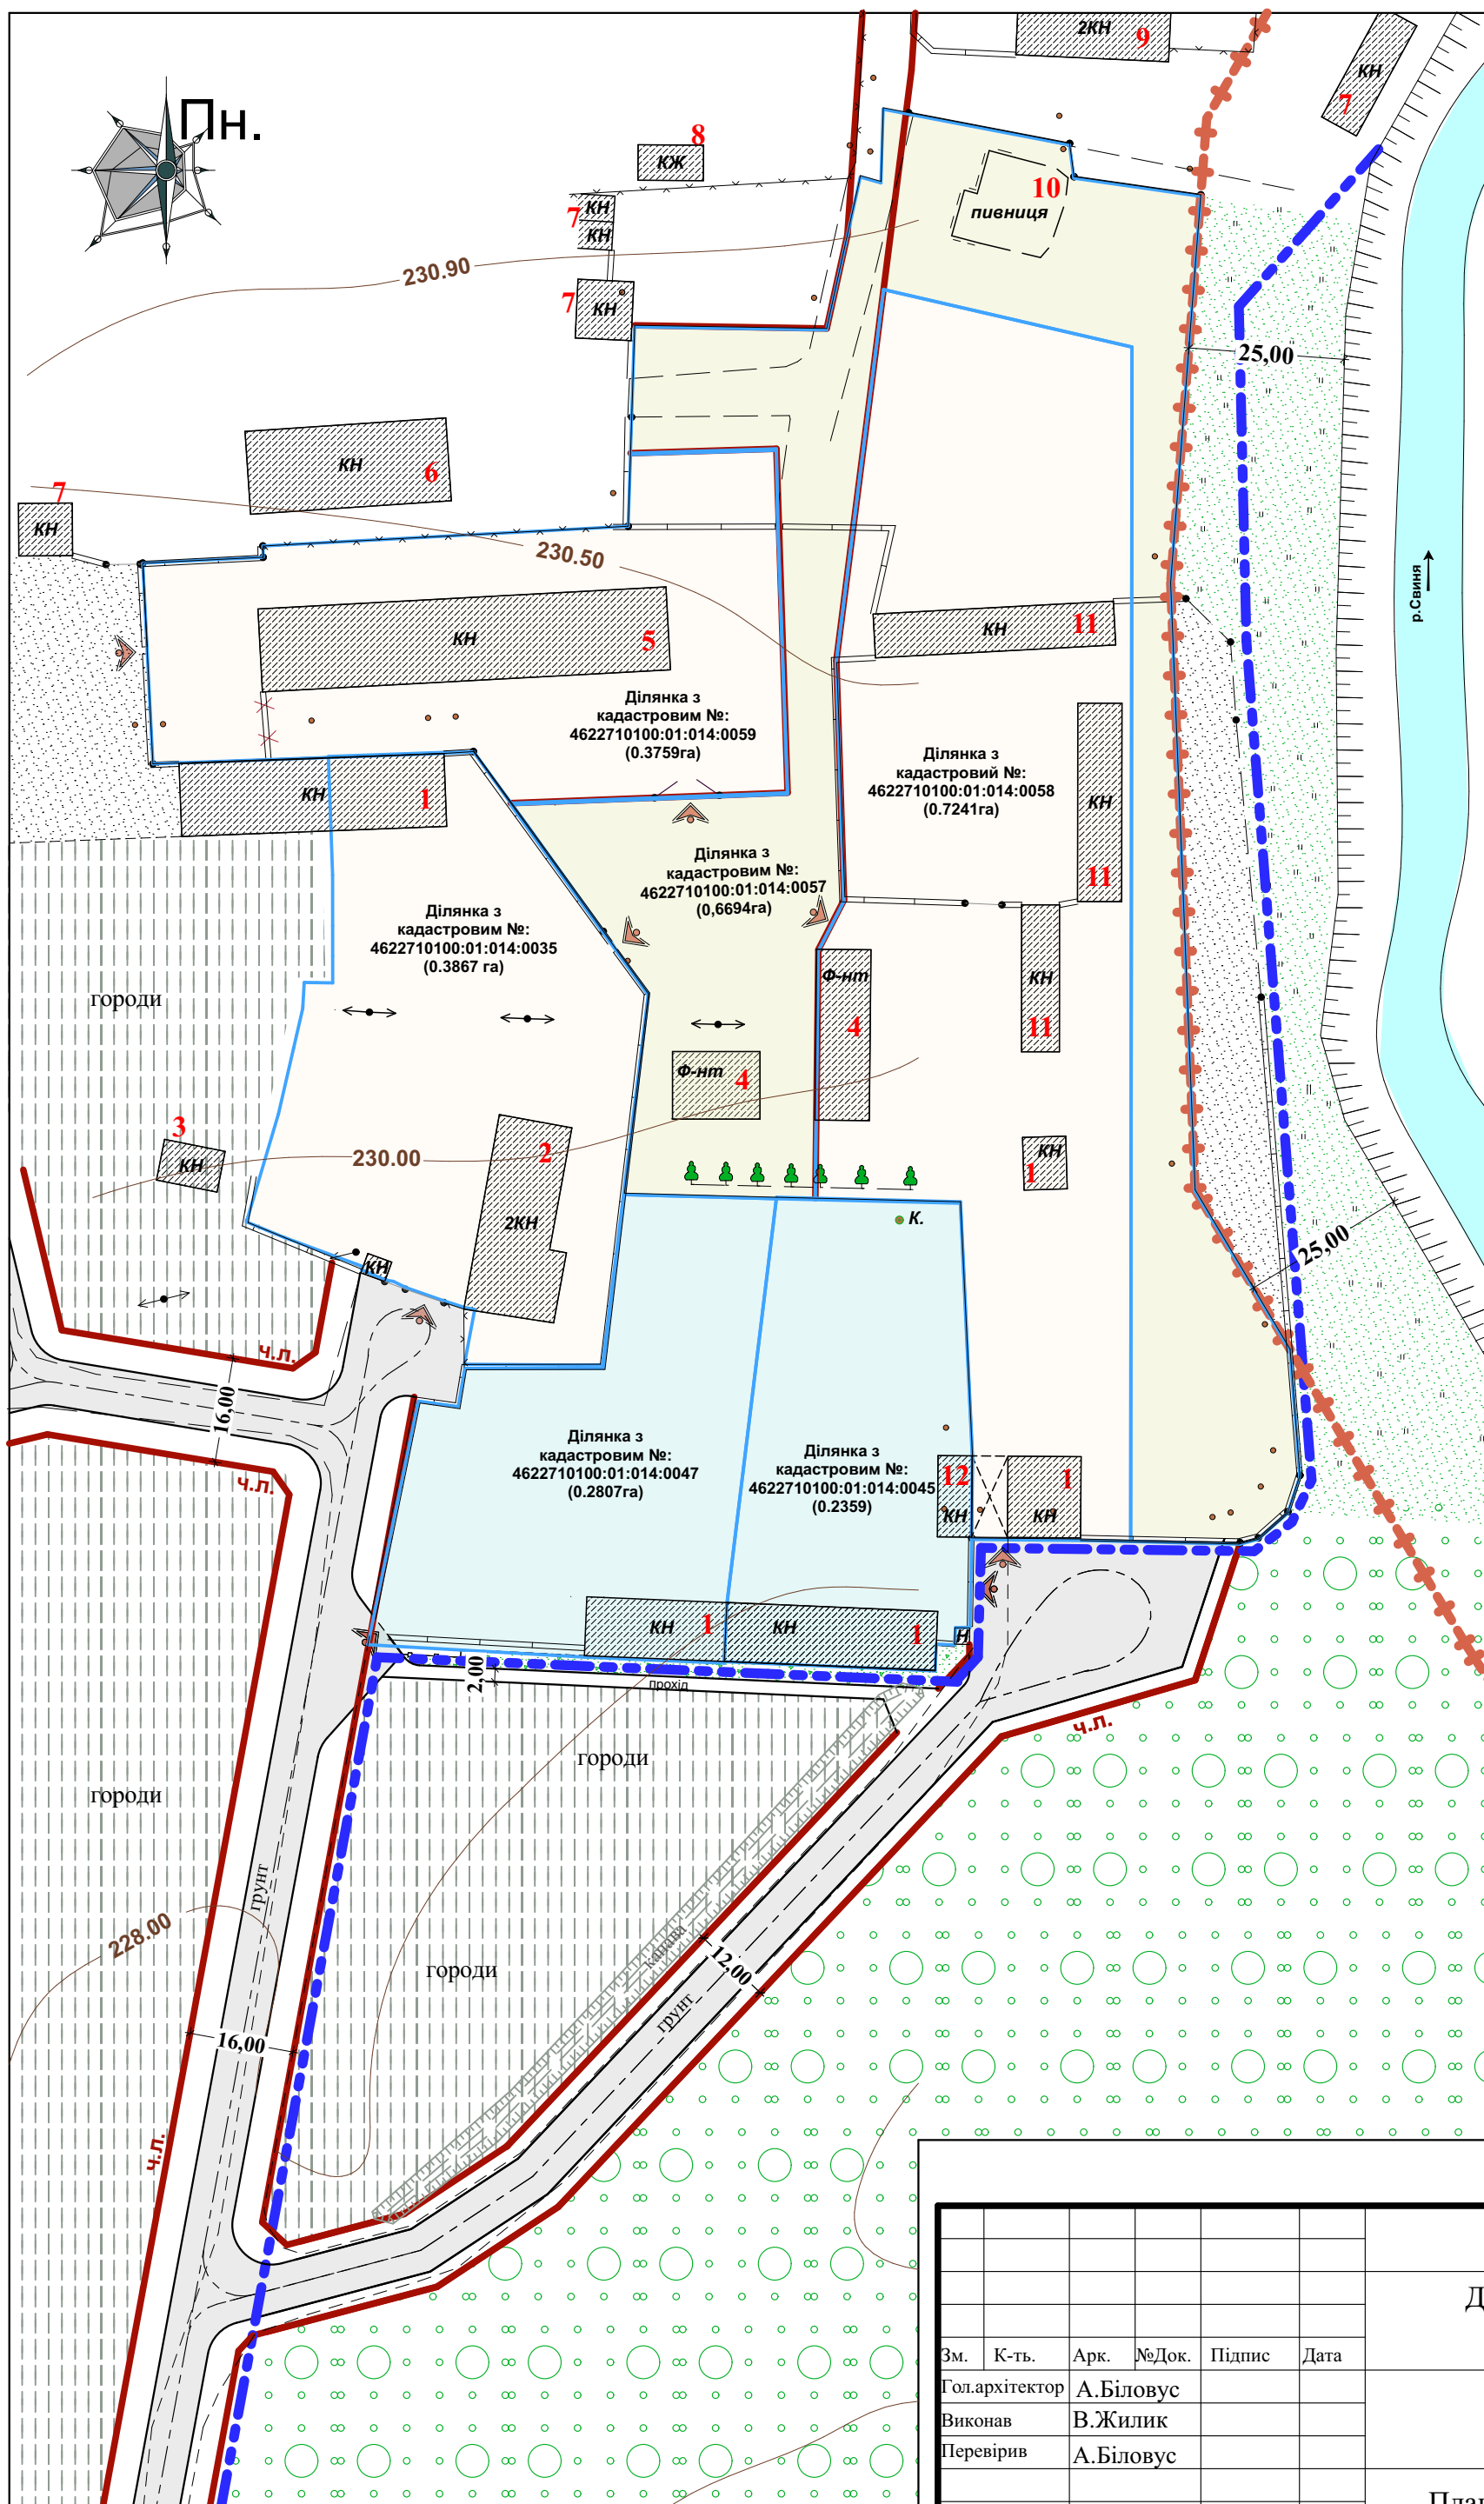 Пн.
2КН
9
КН
7
8
КЖ
10
пивниця
7
КН
КН
230.90
7
КН
25,00
КН
6
7
КН
230.50
р.Свиня
КН
5
КН
11
Ділянка з
кадастровим №:
4622710100:01:014:0059
(0.3759га)
Ділянка з
кадастровий №:
4622710100:01:014:0058
(0.7241га)
КН
1
КН
11
Ділянка з
кадастровим №:
4622710100:01:014:0057
(0,6694га)
Ділянка з
кадастровим №:
4622710100:01:014:0035
(0.3867 га)
городи
Ф-нт
4
КН
11
Ф-нт
4
3
КН
230.00
2
2КН
КН
1
К.
25,00
КН
ч.л.
16,00
ч.л.
Ділянка з
кадастровим №:
4622710100:01:014:0047
(0.2807га)
Ділянка з
кадастровим №:
4622710100:01:014:0045
(0.2359)
12
КН
1
КН
КН
1
КН
1
Н
2,00
прохід
ч.л.
городи
городи
грунт
228.00
канава
городи
12,00
грунт
16,00
ч.л.
Зм.
К-ть.
Арк.
№Док.
Підпис
Дата
Гол.архітектор
А.Біловус
Виконав
В.Жилик
Перевірив
А.Біловус